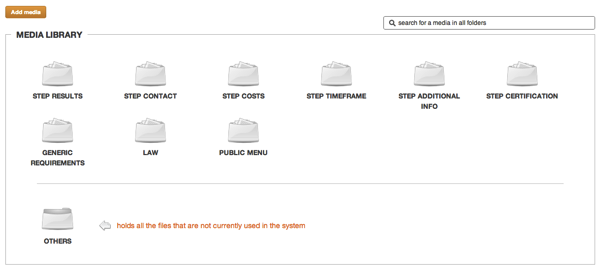 Add media
search for a media in all folders
MEDIA LIBRARY
STEP RESULTS
STEP CONTACT
STEP COSTS
STEP TIMEFRAME
STEP ADDITIONAL
INFO
STEP CERTIFICATION
GENERIC
REQUIREMENTS
LAW
PUBLIC MENU
OTHERS
holds all the files that are not currently used in the system